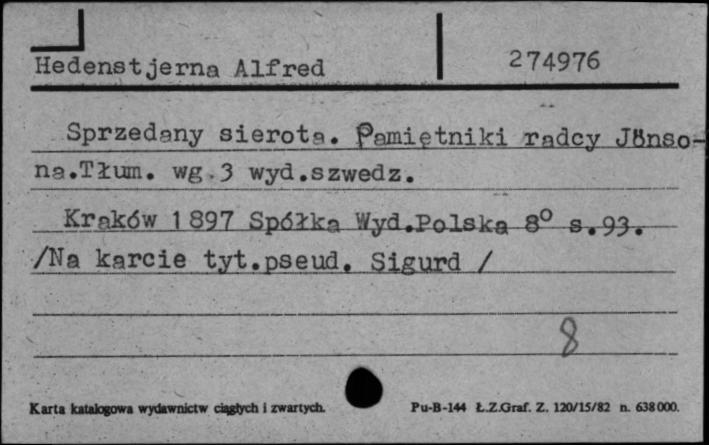 Hedenstjerna Alfred 274976
Sprzedany sierota. Pamiętniki radcy Jönso-
na.Tłum. wg.3 wyd.szwedz.
Kraków 1897 Spółka Wyd.Polska 8° s.93.
/Na karcie tyt.pseud. Sigurd /
8
Karta katalogowa wydawnictw ciągłych i zwartych. Pu-B-144 Ł.Z.Graf. Z. 120/15/82 n. 638000.